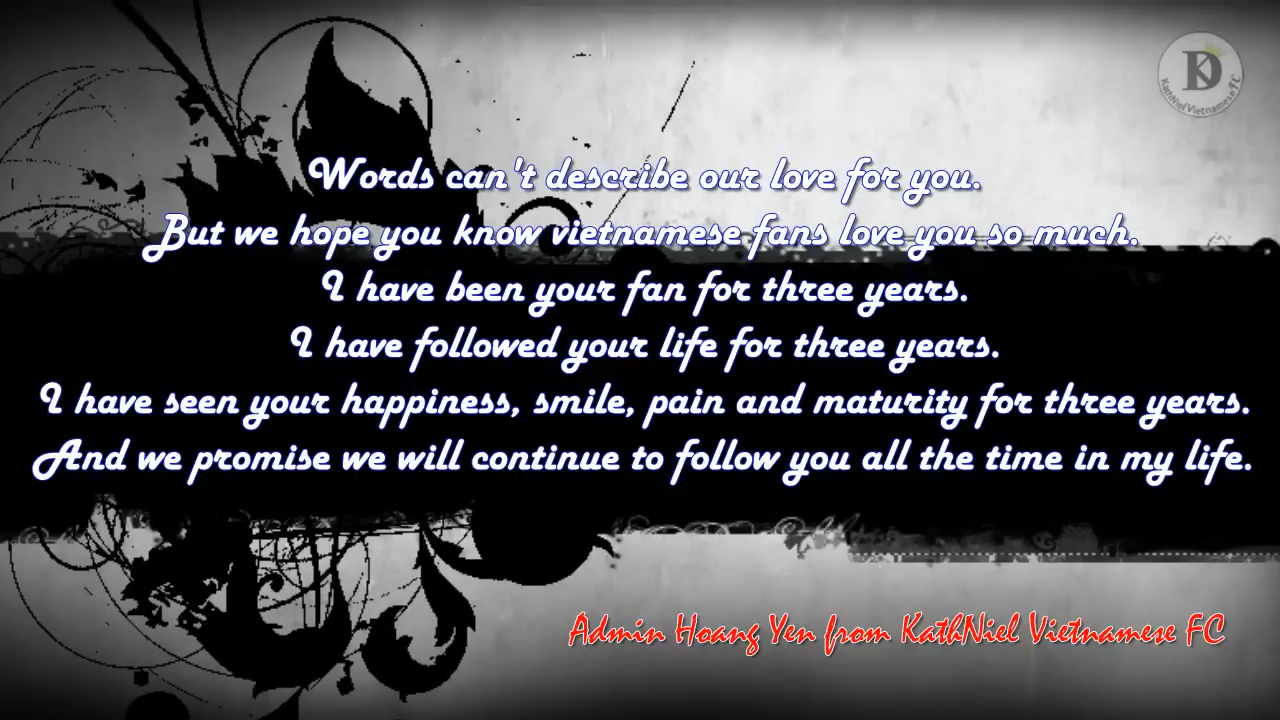 DK
KathNielVietnameseFC
Words can't describe our love for you.
But we hope you know vietnamese fans love you so much.
I have been your fan for three years.
I have followed your life for three years.
I have seen your happiness, smile, pain and maturity for three years.
And we promise we will continue to follow you all the time in my life.
Admin Hoang Yen from KathNiel Vietnamese FC